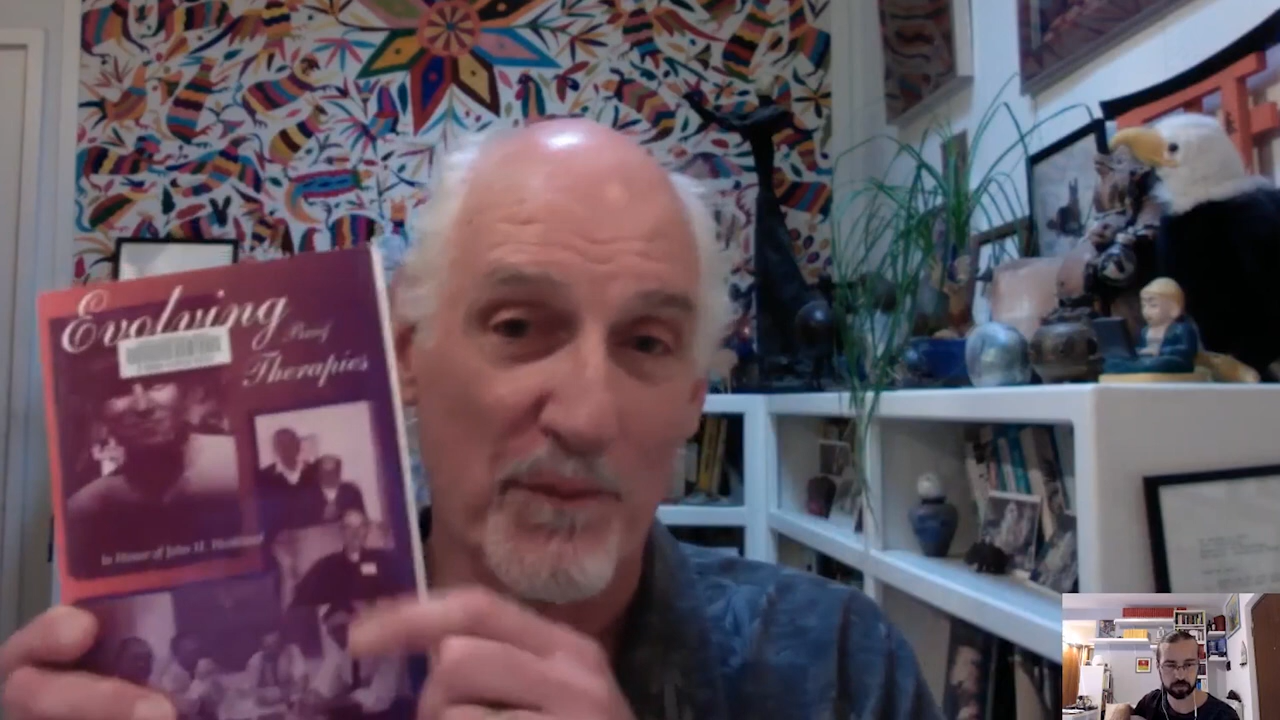 Evolving
Brief
Therapies
In Honor of John H. Weakland